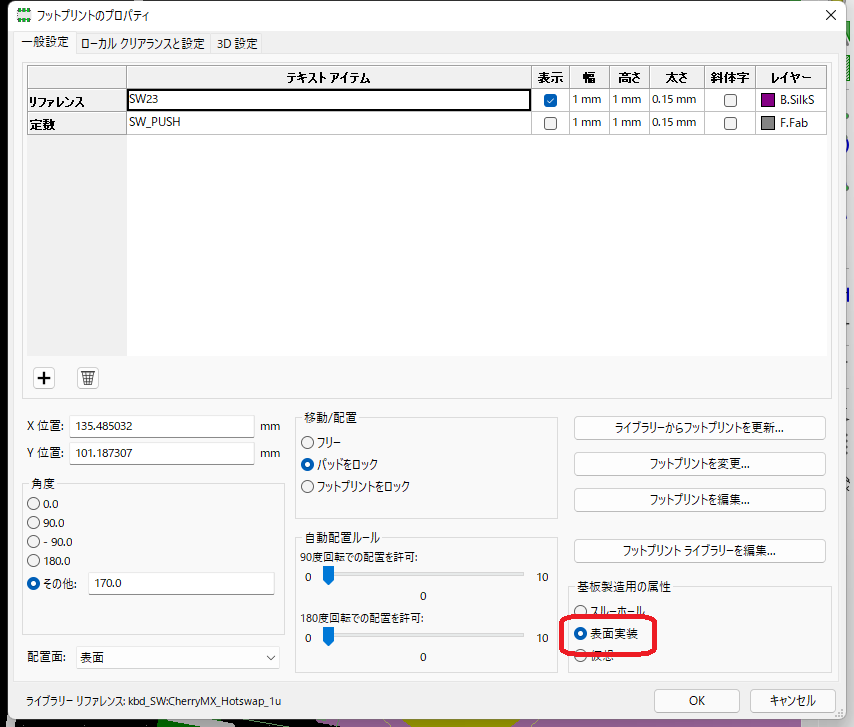 フットプリントのプロパティ
一般設定 ローカル クリアランスと設定 3D 設定
テキスト アイテム 表示 幅 高さ 太さ 斜体字 レイヤー
リファレンス SW23 1 mm 1 mm 0.15 mm B.SilkS
定数 SW_PUSH 1 mm 1 mm 0.15 mm F.Fab
X 位置: 135.485032 mm
Y 位置: 101.187307 mm
角度
0.0
90.0
- 90.0
180.0
その他: 170.0
配置面: 表面
移動/配置
フリー
パッドをロック
フットプリントをロック
自動配置ルール
90度回転での配置を許可:
0 10
0
180度回転での配置を許可:
0 10
0
ライブラリーからフットプリントを更新...
フットプリントを変更...
フットプリントを編集...
フットプリント ライブラリーを編集...
基板製造用の属性
スルーホール
表面実装
仮想
ライブラリー リファレンス: kbd_SW:CherryMX_Hotswap_1u
OK キャンセル